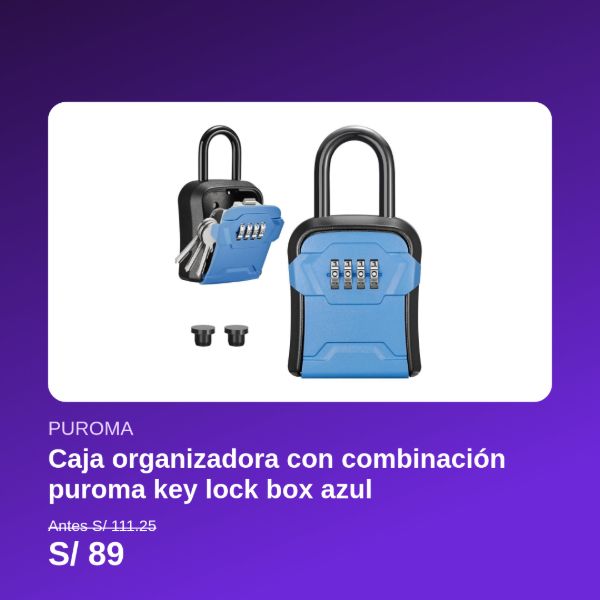 PUROMA
Caja organizadora con combinación
puroma key lock box azul
Antes S/ 111.25
S/ 89